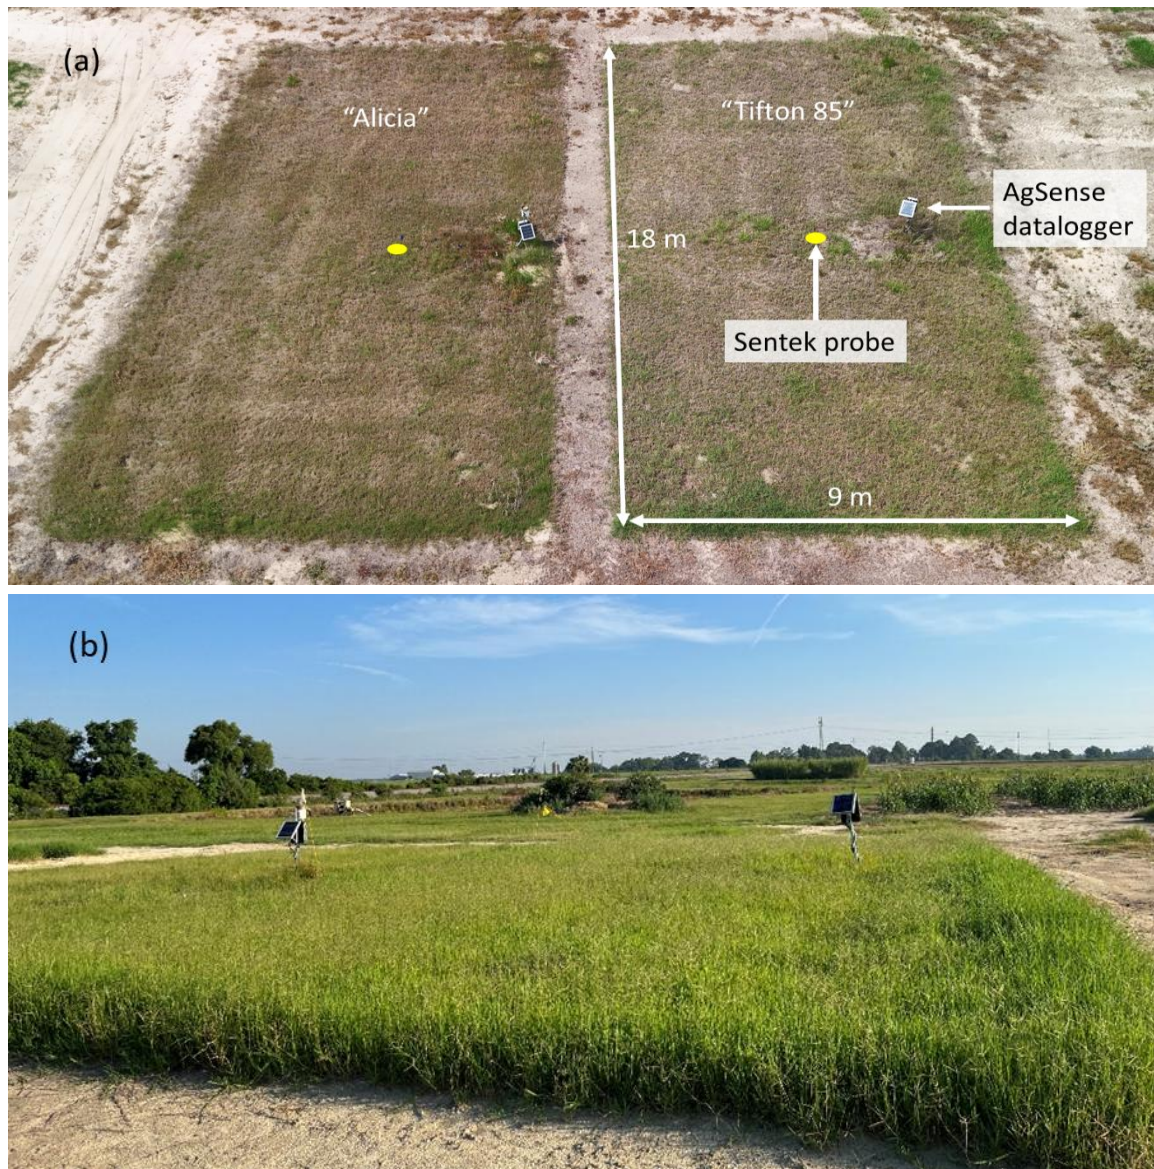 (a)
“Alicia”
“Tifton 85”
AgSense
datalogger
18 m
Sentek probe
9 m
(b)